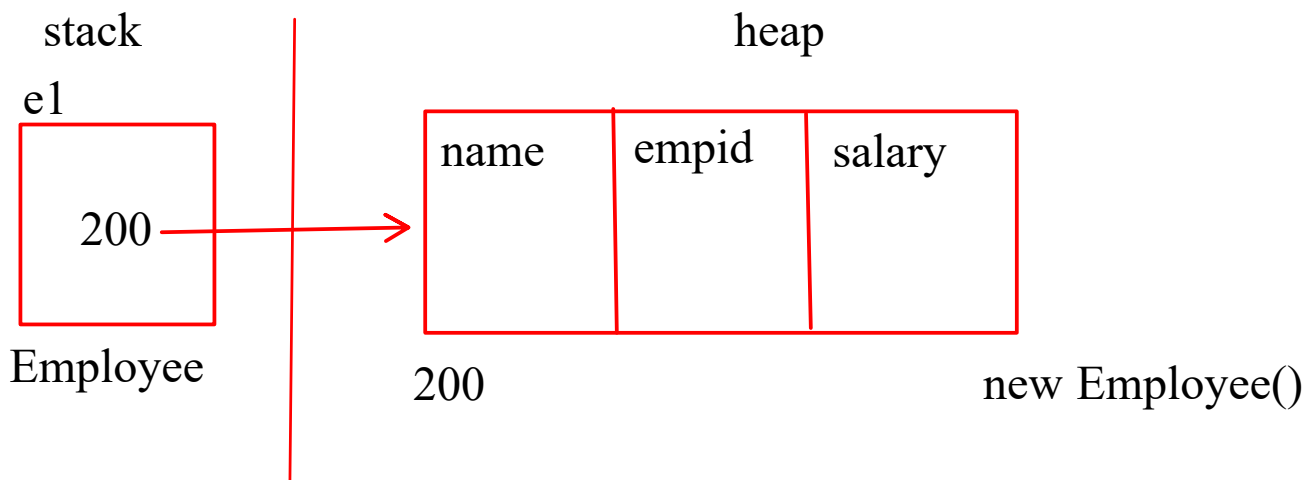 stack
heap
e1
name
empid
salary
200
Employee
200
new Employee()